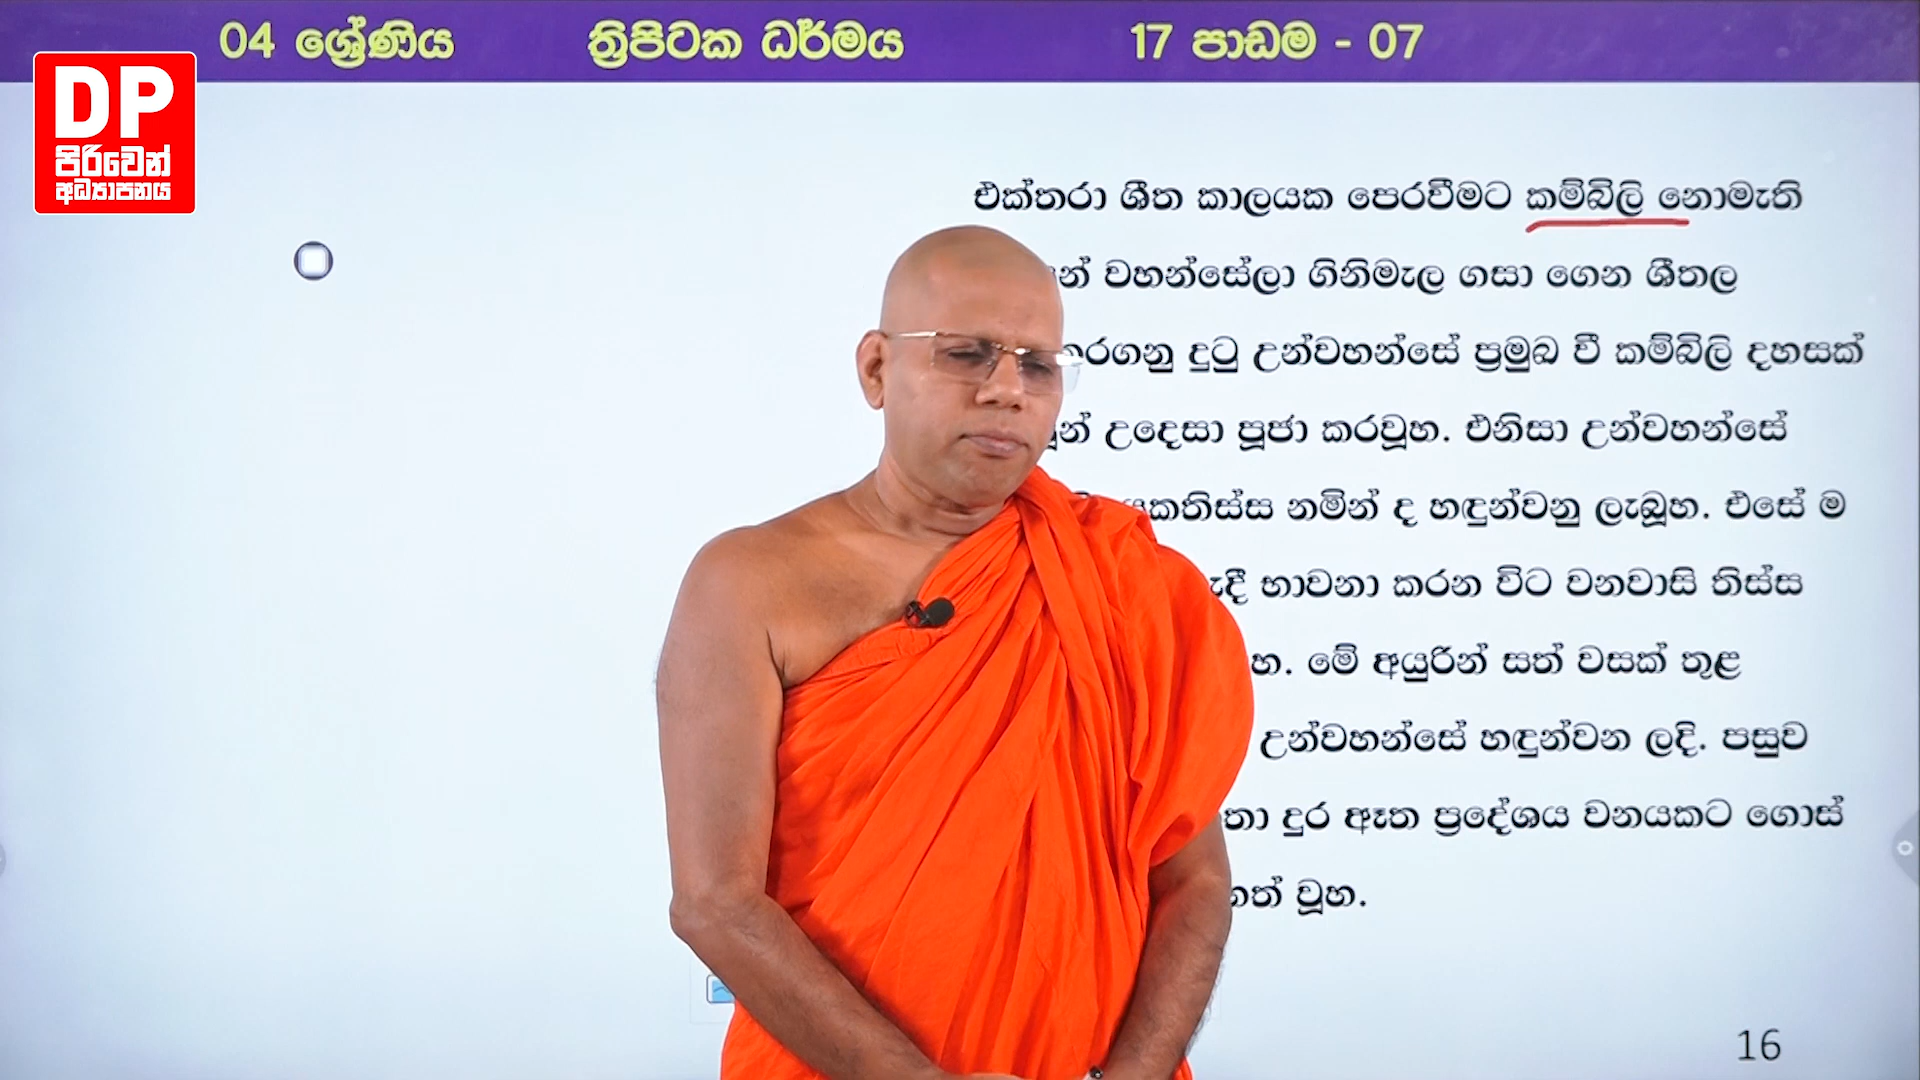 04 ශ්‍රේණිය ත්‍රිපිටක ධර්මය 17 පාඩම - 07
DP
පිරිවෙන්
අධ්‍යාපනය
එක්තරා ශීත කාලයක පෙරවීමට කම්බිලි නොමැති
වහන්සේලා ගිනිමැල ගසා ගෙන ශීතල
දුටු උන්වහන්සේ ප්‍රමුඛ වී කම්බිලි දහසක්
උදෙසා පූජා කරවූහ. එනිසා උන්වහන්සේ
නමින් ද හඳුන්වනු ලැබූහ. එසේ ම
භාවනා කරන විට වනවාසි තිස්ස
මේ අයුරින් සත් වසක් තුළ
උන්වහන්සේ හඳුන්වන ලදි. පසුව
දුර ඈත ප්‍රදේශය වනයකට ගොස්
වූහ.
16